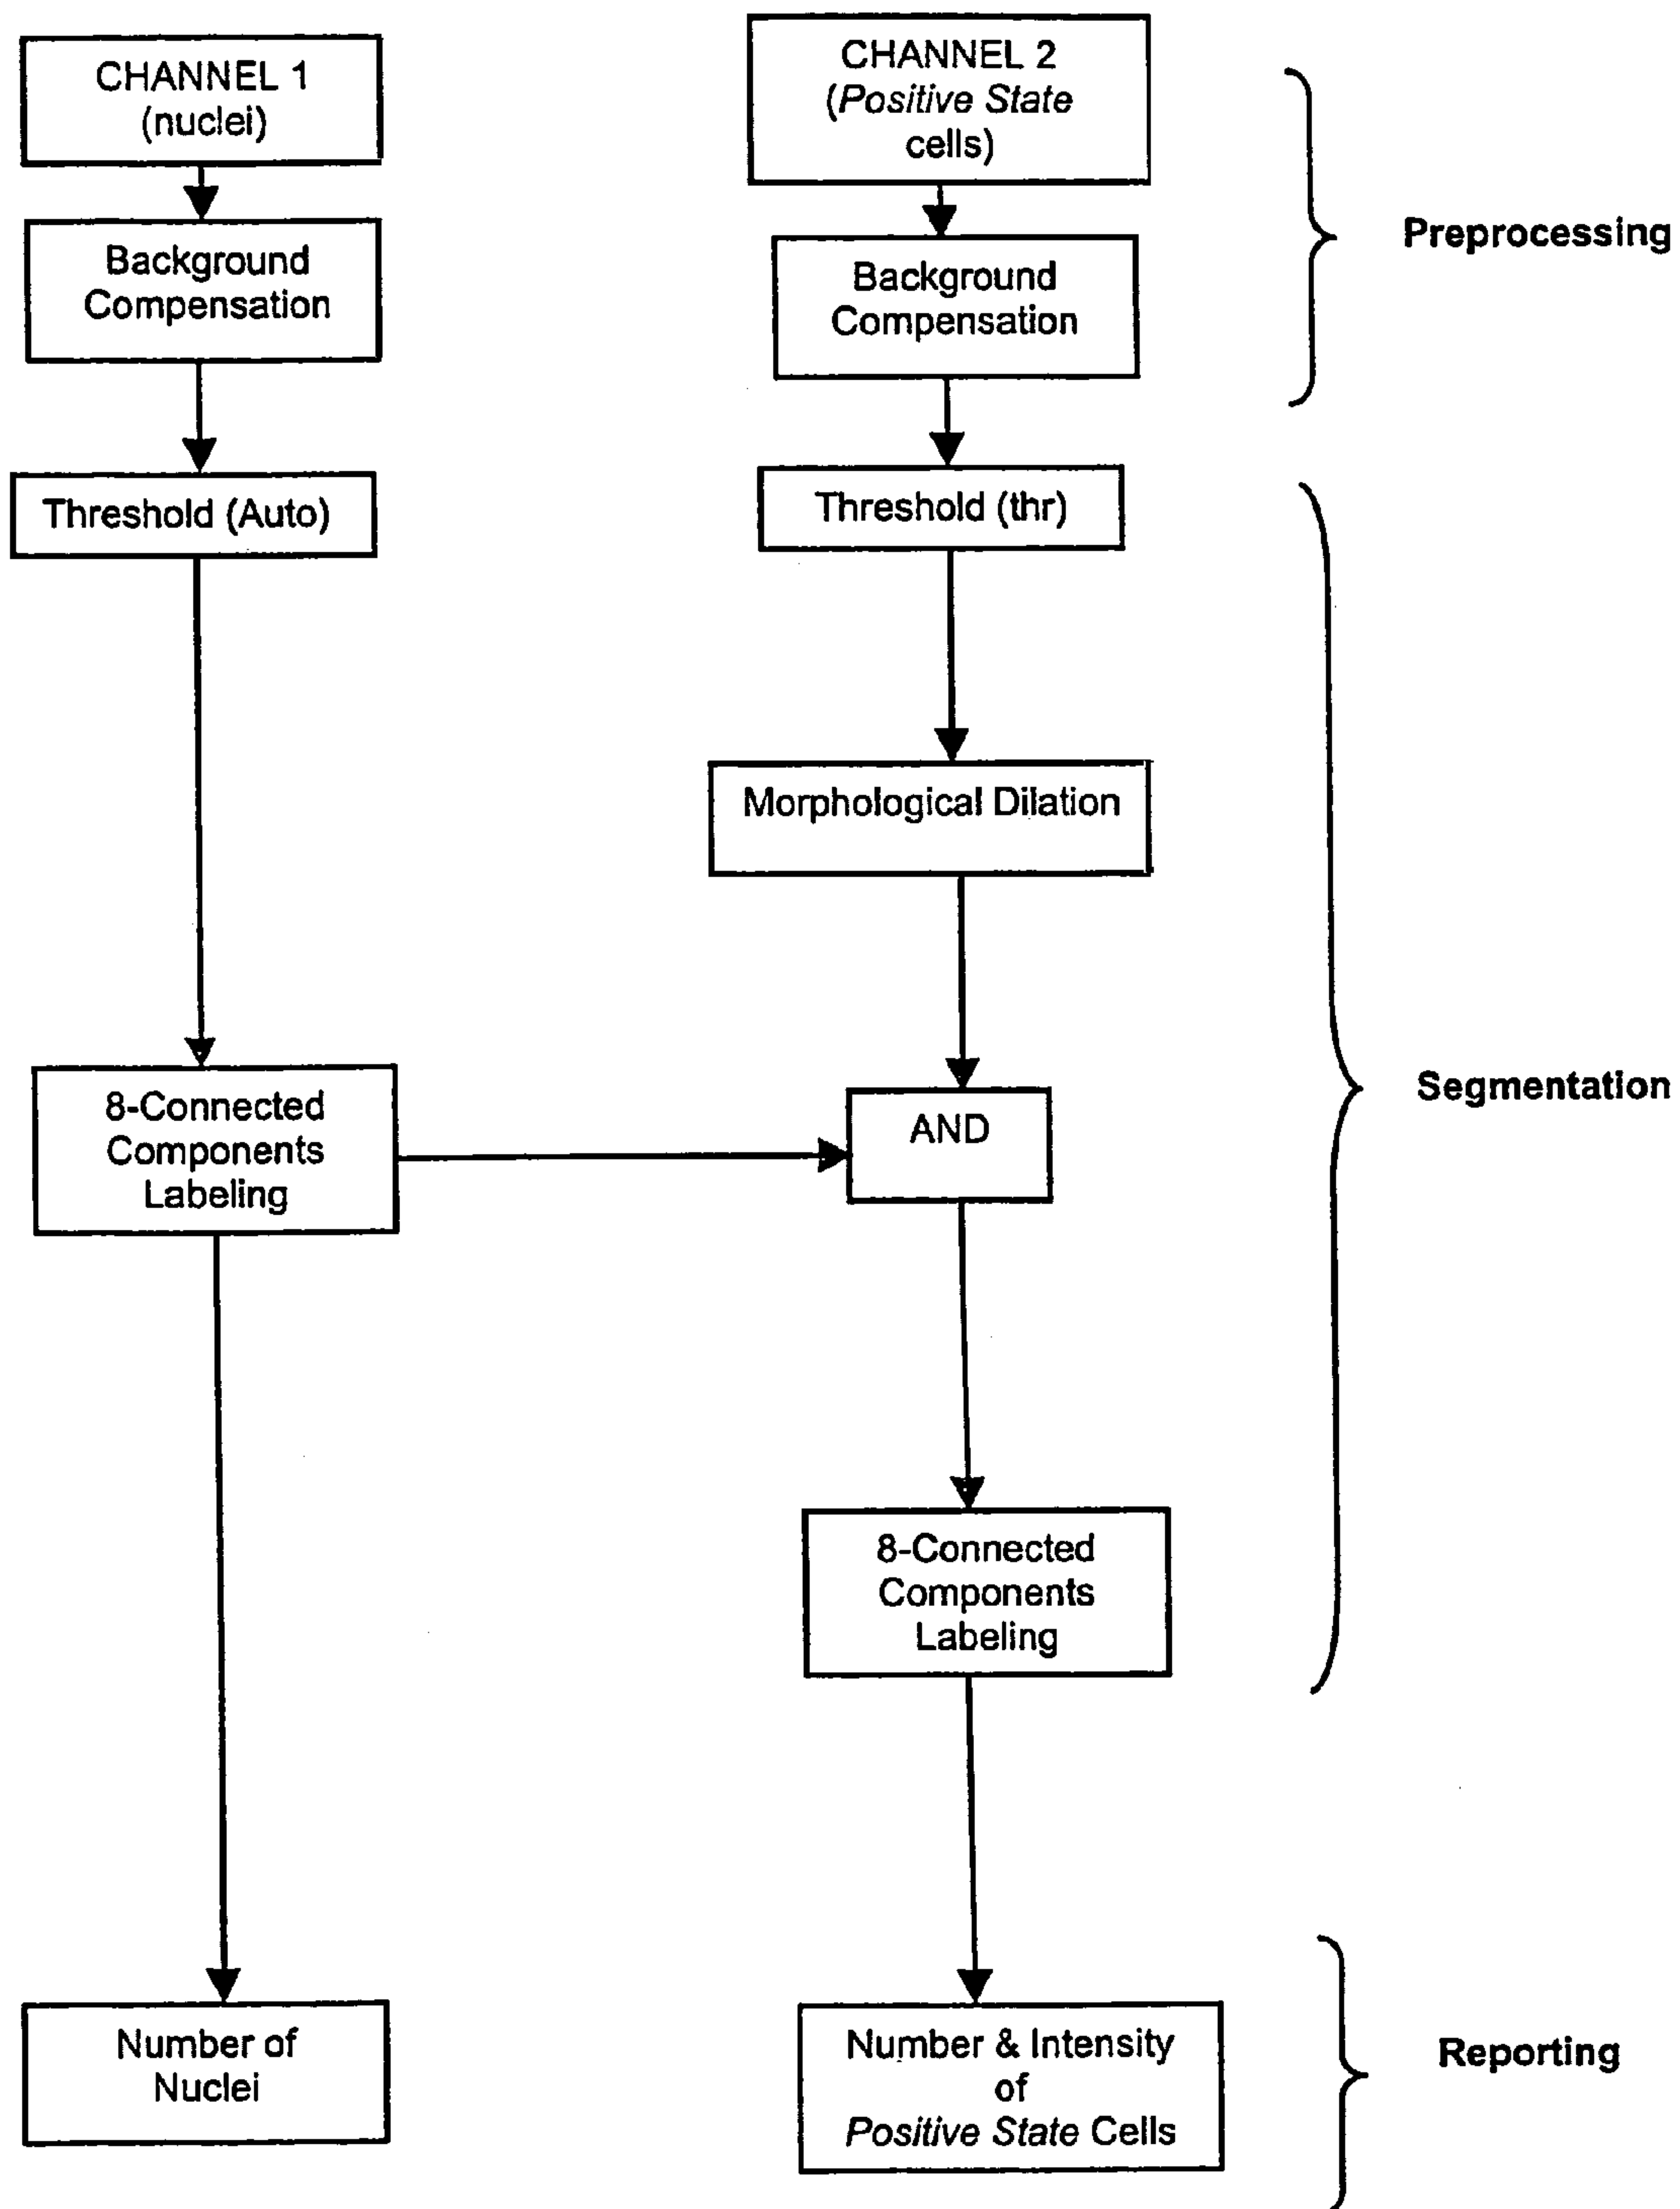 CHANNEL 1
(nuclei)
CHANNEL 2
(Positive State
cells)
Background
Compensation
Background
Compensation
Preprocessing
Threshold (Auto)
Threshold (thr)
Morphological Dilation
8-Connected
Components
Labeling
AND
Segmentation
8-Connected
Components
Labeling
Number of
Nuclei
Number & Intensity
of
Positive State Cells
Reporting